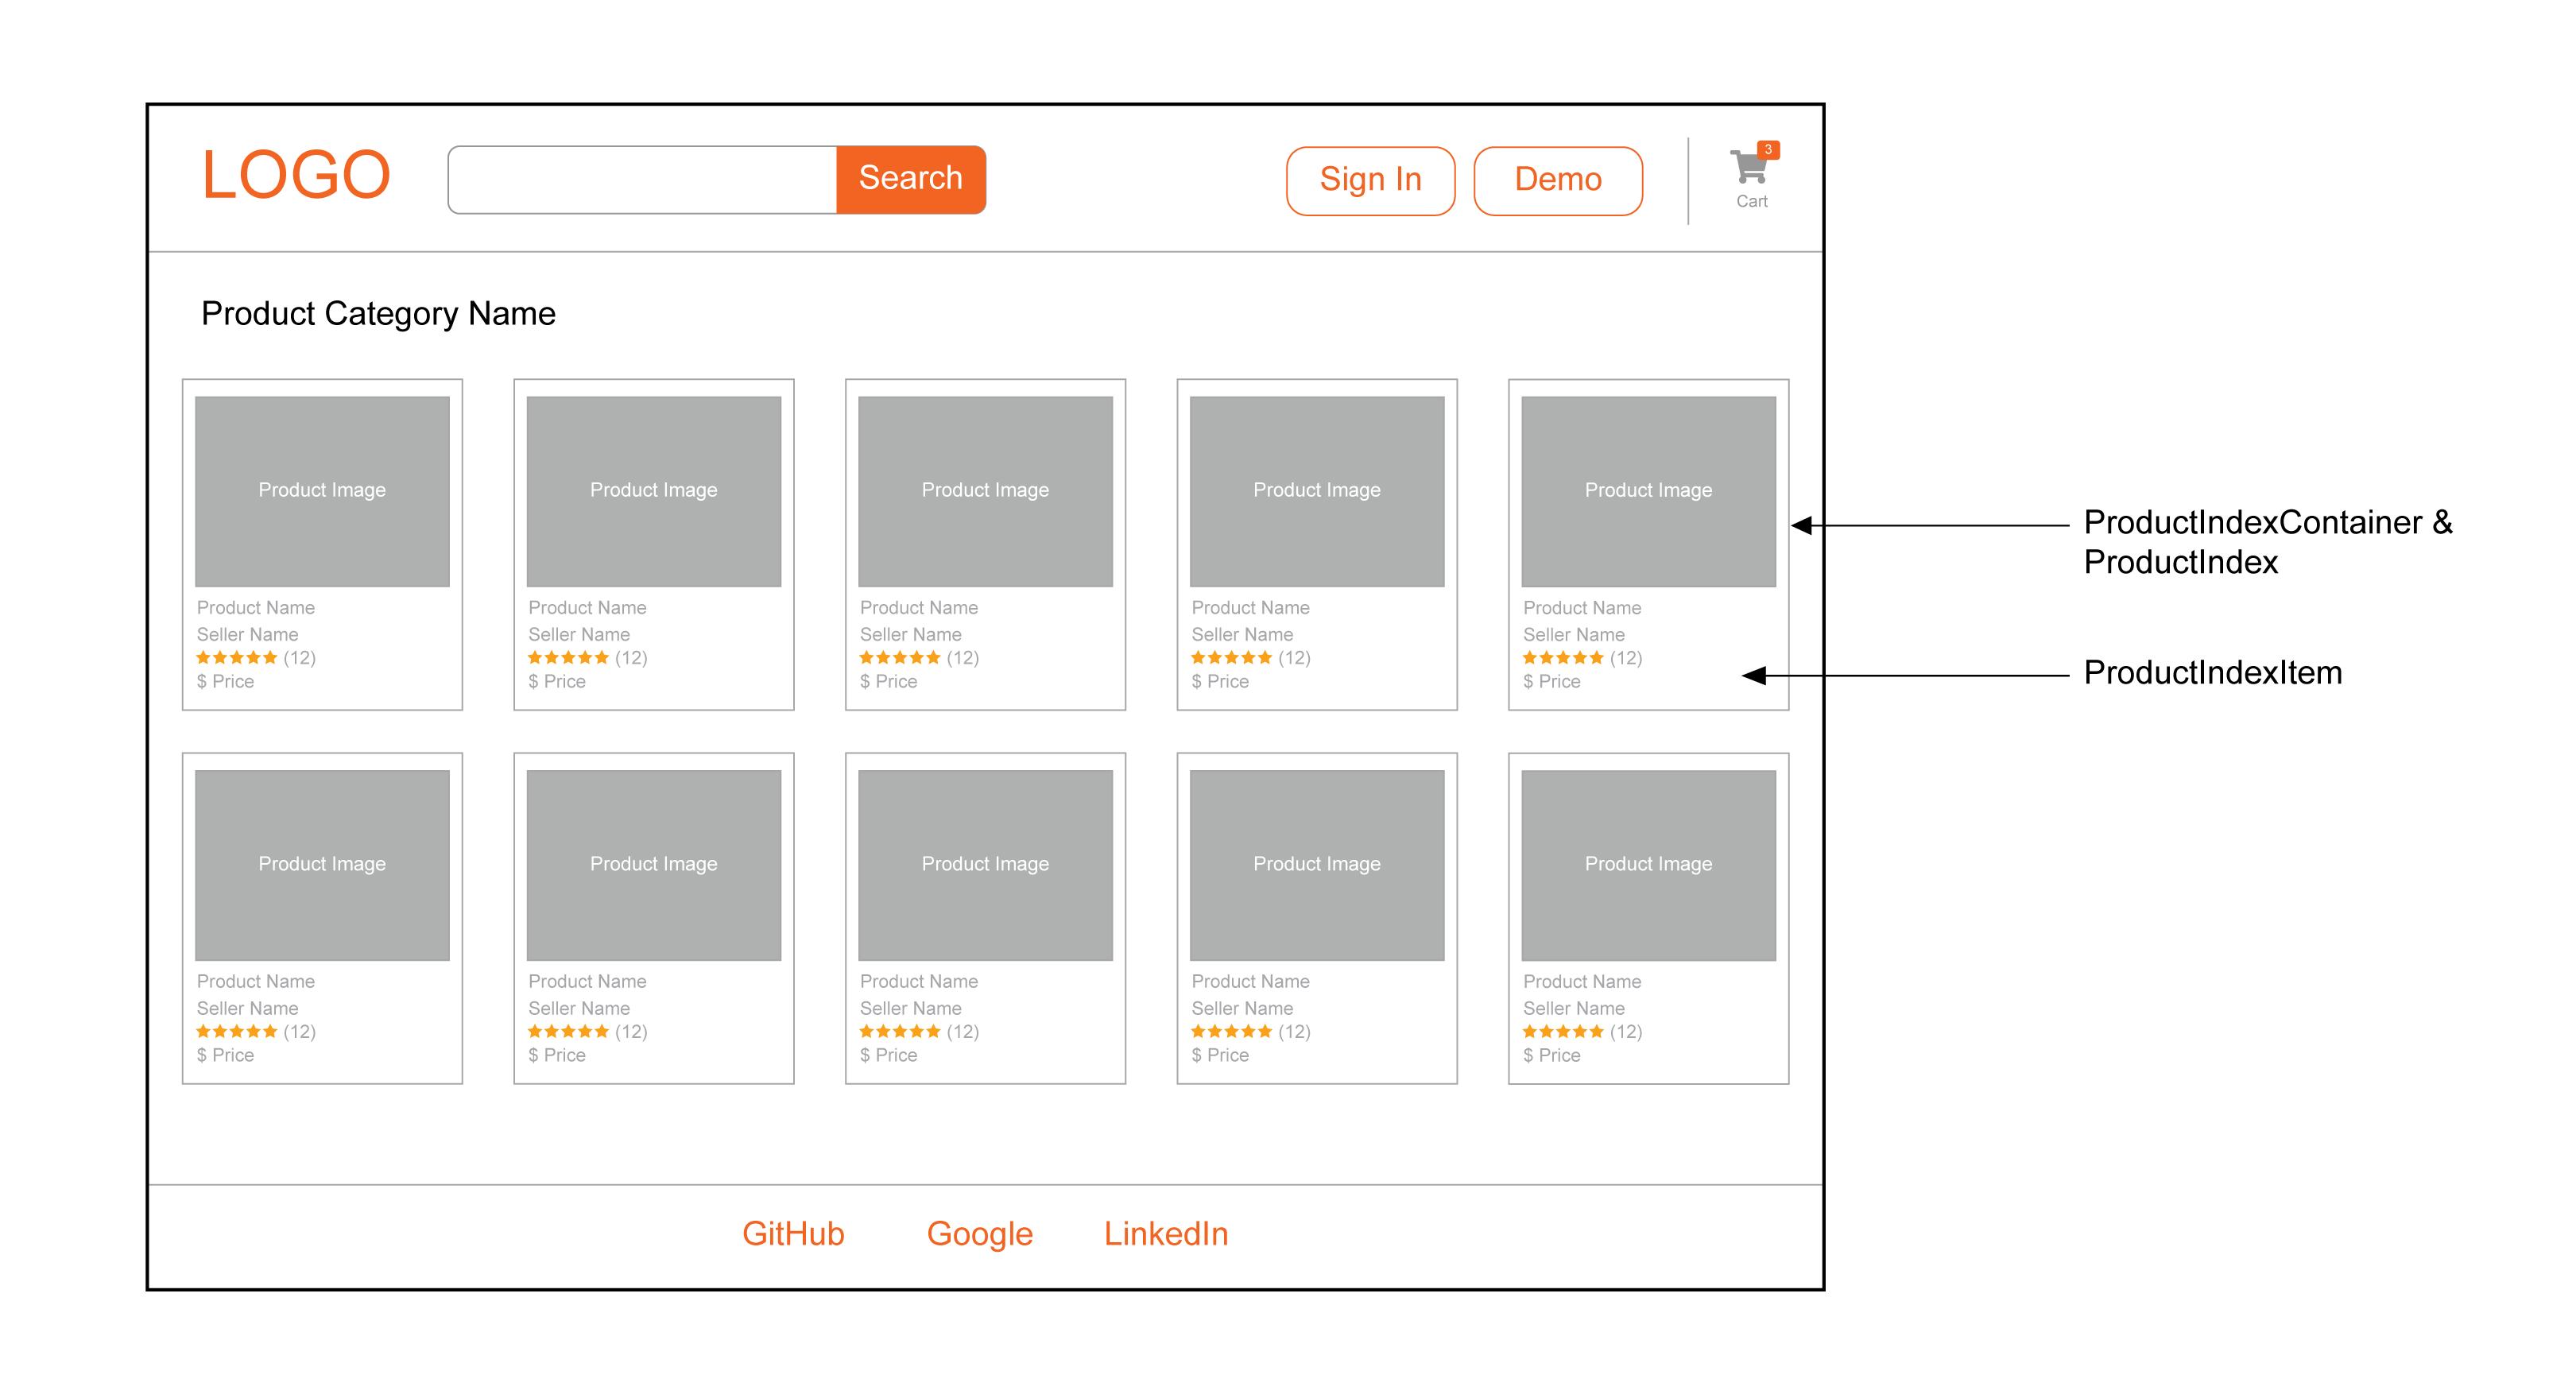 LOGO
Search
Sign In
Demo
3
Cart
Product Category Name
Product Image
Product Image
Product Image
Product Image
Product Image
Product Name
Product Name
Product Name
Product Name
Product Name
Seller Name
Seller Name
Seller Name
Seller Name
Seller Name
(12)
(12)
(12)
(12)
(12)
$ Price
$ Price
$ Price
$ Price
$ Price
ProductIndexContainer &
ProductIndex
ProductIndexItem
Product Image
Product Image
Product Image
Product Image
Product Image
Product Name
Product Name
Product Name
Product Name
Product Name
Seller Name
Seller Name
Seller Name
Seller Name
Seller Name
(12)
(12)
(12)
(12)
(12)
$ Price
$ Price
$ Price
$ Price
$ Price
GitHub
Google
LinkedIn